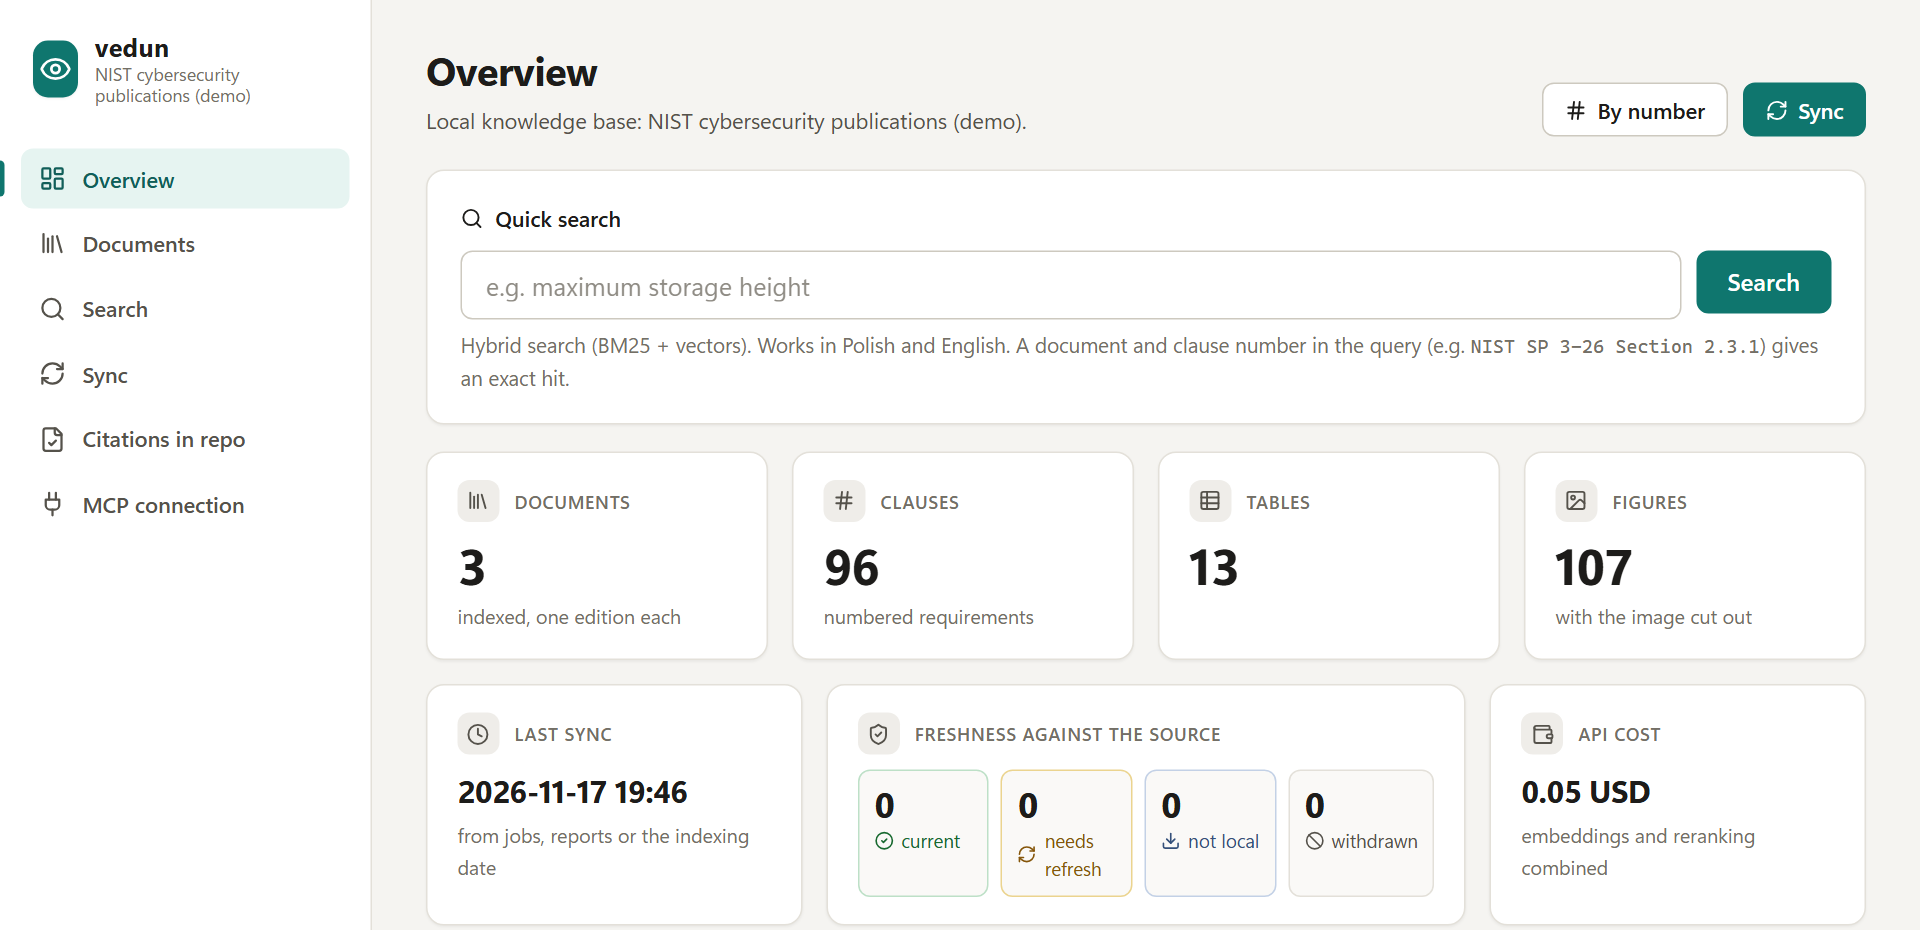 vedun
NIST cybersecurity
publications (demo)
Overview
Documents
Search
Sync
Citations in repo
MCP connection
Overview
Local knowledge base: NIST cybersecurity publications (demo).
By number
Sync
Quick search
e.g. maximum storage height
Search
Hybrid search (BM25 + vectors). Works in Polish and English. A document and clause number in the query (e.g. NIST SP 3-26 Section 2.3.1) gives
an exact hit.
DOCUMENTS
3
indexed, one edition each
CLAUSES
96
numbered requirements
TABLES
13
FIGURES
107
with the image cut out
LAST SYNC
2026-11-17 19:46
from jobs, reports or the indexing
date
FRESHNESS AGAINST THE SOURCE
0
current
0
needs
refresh
0
not local
0
withdrawn
API COST
0.05 USD
embeddings and reranking
combined